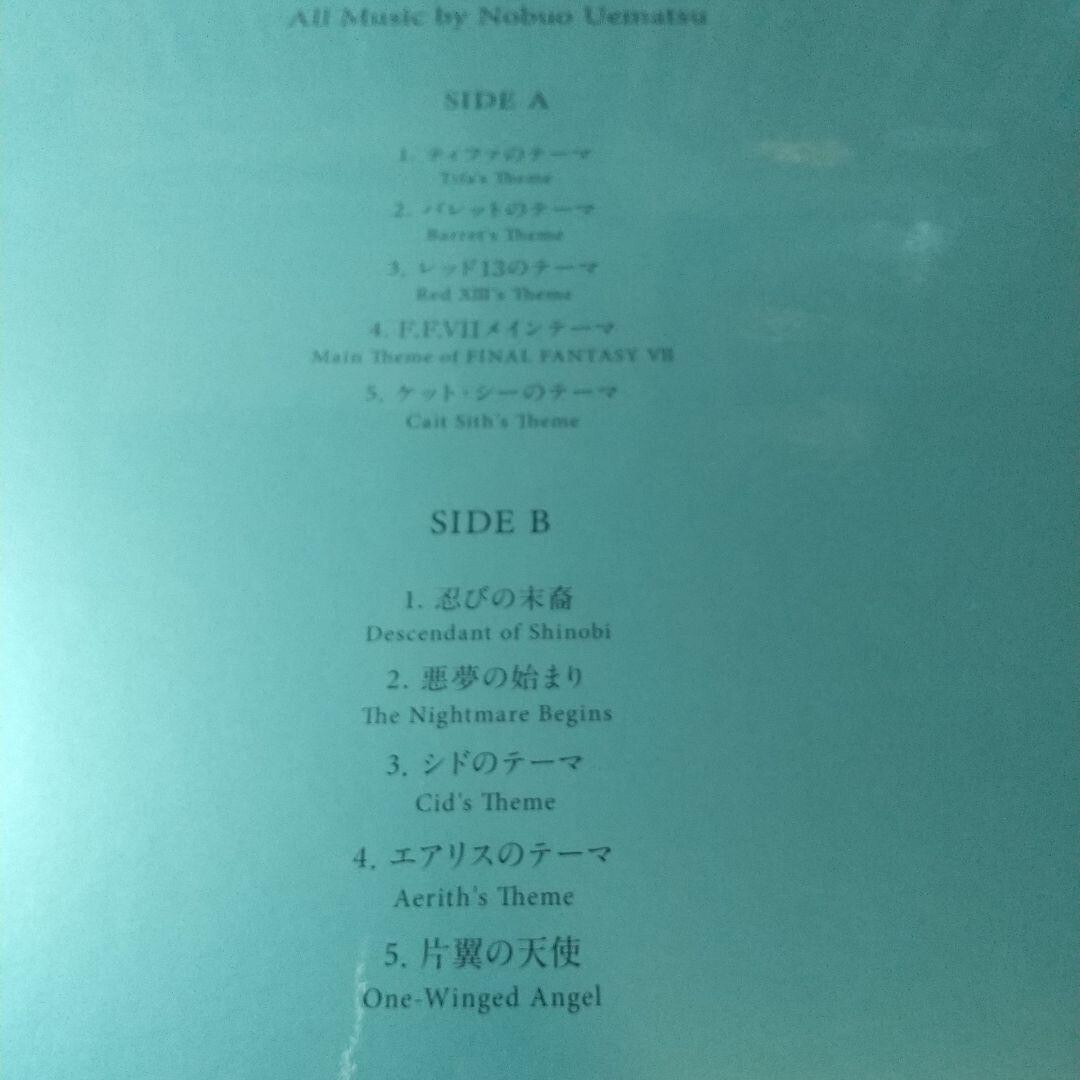 All Music by Nobuo Uematsu
SIDE A
1. ティファのテーマ
Tifa's Theme
2. バレットのテーマ
Barret's Theme
3. レッド13のテーマ
Red XIII's Theme
4. F.F.VIIメインテーマ
Main Theme of FINAL FANTASY VII
5. ケット・シーのテーマ
Cait Sith's Theme
SIDE B
1. 忍びの末裔
Descendant of Shinobi
2. 悪夢の始まり
The Nightmare Begins
3. シドのテーマ
Cid's Theme
4. エアリスのテーマ
Aerith's Theme
5. 片翼の天使
One-Winged Angel